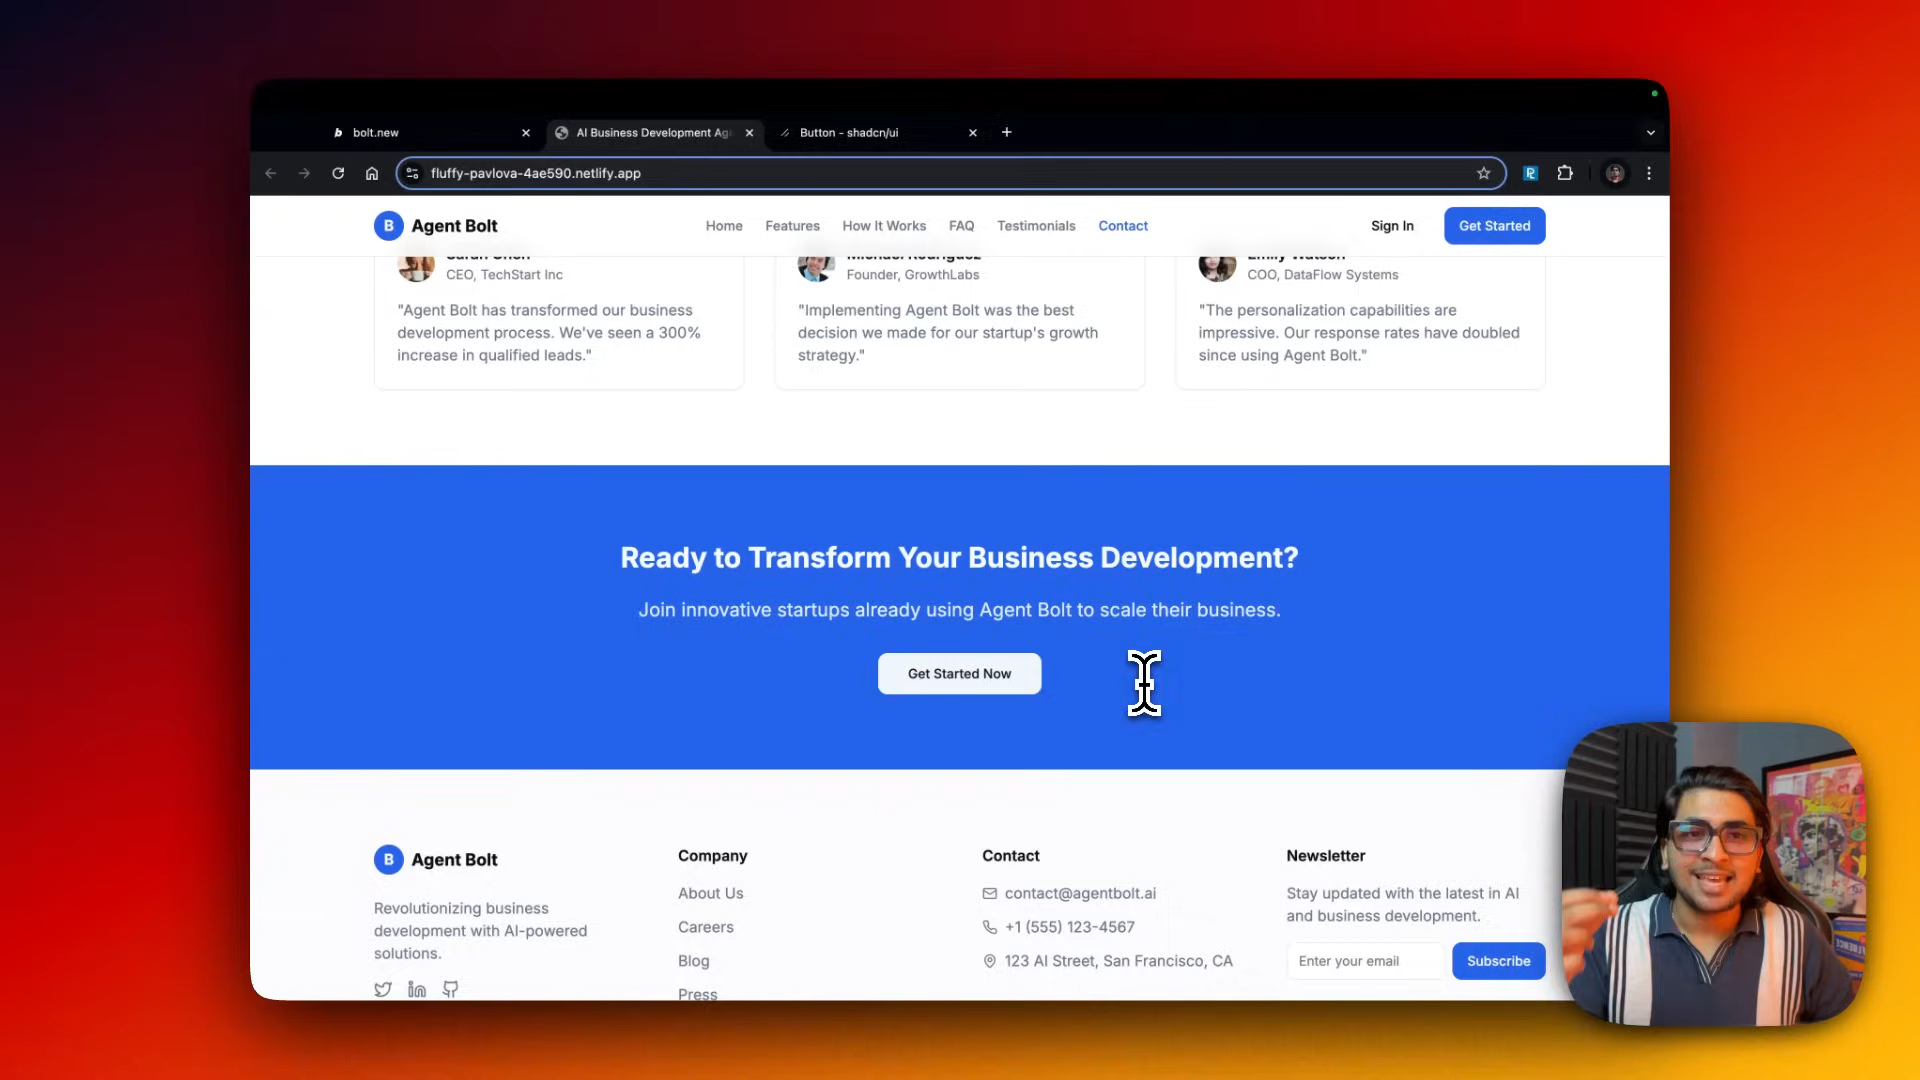 b bolt.new
AI Business Development Age
Button - shadcn/ui
fluffy-pavlova-4ae590.netlify.app
B Agent Bolt
Home Features How It Works FAQ Testimonials Contact
Sign In
Get Started
Sarah Chen
CEO, TechStart Inc
"Agent Bolt has transformed our business
development process. We've seen a 300%
increase in qualified leads."
Michael Rodriguez
Founder, GrowthLabs
"Implementing Agent Bolt was the best
decision we made for our startup's growth
strategy."
Emily Watson
COO, DataFlow Systems
"The personalization capabilities are
impressive. Our response rates have doubled
since using Agent Bolt."
Ready to Transform Your Business Development?
Join innovative startups already using Agent Bolt to scale their business.
Get Started Now
B Agent Bolt
Revolutionizing business
development with AI-powered
solutions.
Company
About Us
Careers
Blog
Press
Contact
contact@agentbolt.ai
+1 (555) 123-4567
123 AI Street, San Francisco, CA
Newsletter
Stay updated with the latest in AI
and business development.
Enter your email
Subscribe